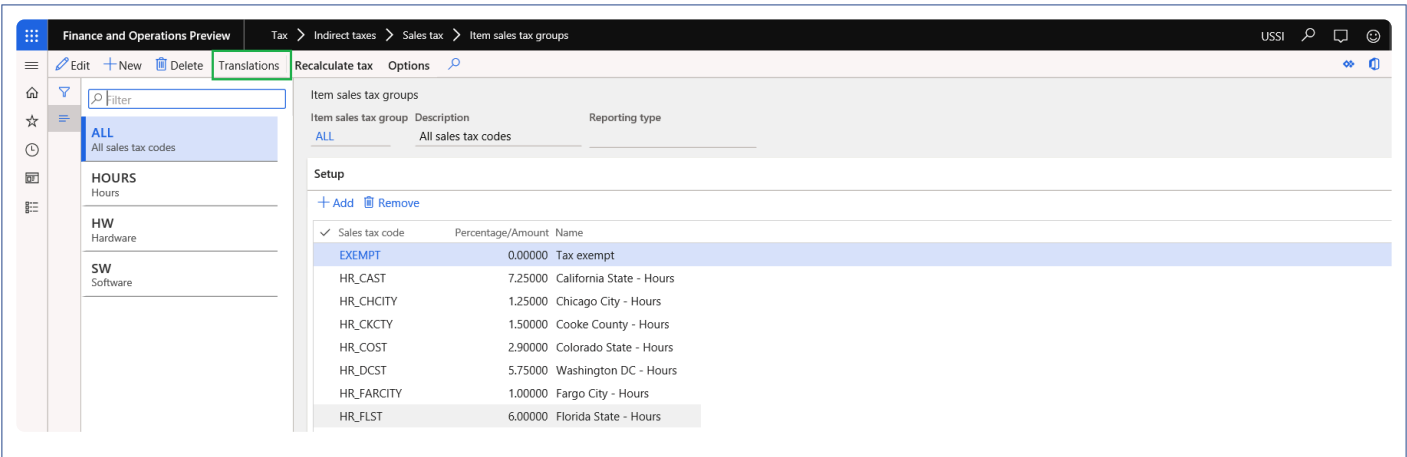 Finance and Operations Preview Tax > Indirect taxes > Sales tax > Item sales tax groups USSI
Edit + New Delete Translations Recalculate tax Options
Filter
ALL
All sales tax codes
HOURS
Hours
HW
Hardware
SW
Software
Item sales tax groups
Item sales tax group Description Reporting type
ALL All sales tax codes
Setup
+ Add Remove
Sales tax code Percentage/Amount Name
EXEMPT 0.00000 Tax exempt
HR_CAST 7.25000 California State - Hours
HR_CHCITY 1.25000 Chicago City - Hours
HR_CKCTY 1.50000 Cooke County - Hours
HR_COST 2.90000 Colorado State - Hours
HR_DCST 5.75000 Washington DC - Hours
HR_FARCITY 1.00000 Fargo City - Hours
HR_FLST 6.00000 Florida State - Hours